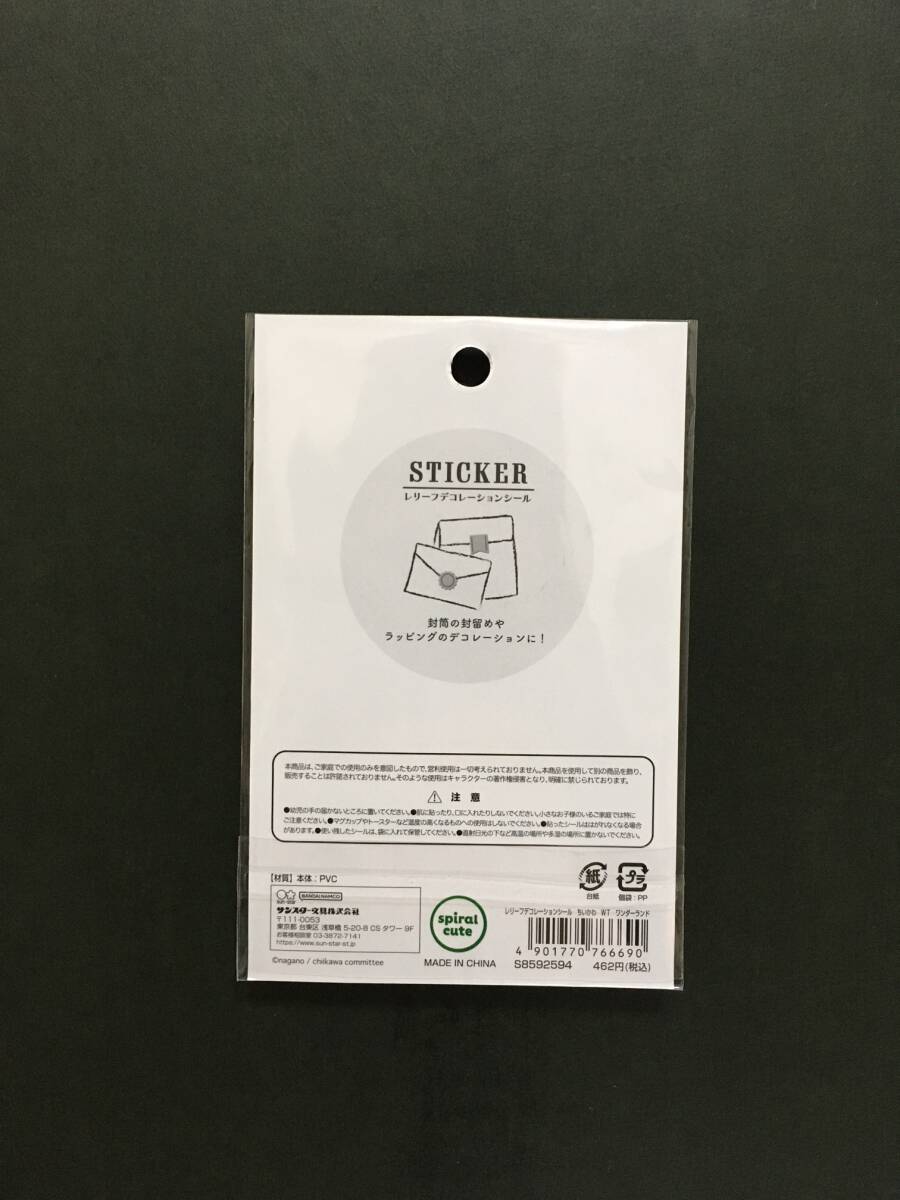 STICKER
レリーフデコレーションシール
封筒の封留めや
ラッピングのデコレーションに!
本商品は、ご家庭での使用のみを意図したもので、営利使用は一切考えられておりません。本商品を使用して別の商品を飾り、
販売することは許諾されておりません。そのような使用はキャラクターの著作権侵害となり、明確に禁じられております。
注 意
●幼児の手の届かないところに置いてください。●肌に貼ったり、口に入れたりしないでください。小さなお子様のいるご家庭では特に
ご注意ください。●マグカップやトースターなど温度の高くなるものへの使用はしないでください。●貼ったシールははがれなくなる場合
があります。●使い残したシールは、袋に入れて保管してください。●直射日光の下など高温の場所や多湿の場所に置かないでください。
【材質】本体:PVC
紙
台紙
プラ
個袋:PP
sun-star
BANDAI NAMCO
サンスター文具株式会社
〒111-0053
東京都 台東区 浅草橋 5-20-8 CS タワー 9F
お客様相談室 03-3872-7141
https://www.sun-star-st.jp
©nagano / chiikawa committee
spiral
cute
MADE IN CHINA
レリーフデコレーションシール ちいかわ WT・ワンダーランド
4 901770 766690
S8592594 462円(税込)